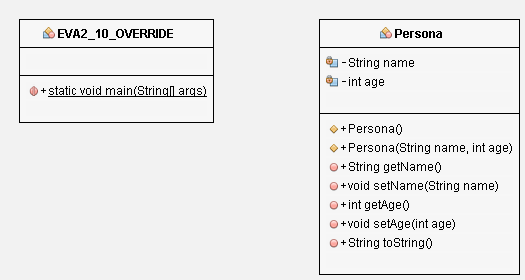 EVA2_10_OVERRIDE
+static void main(String[] args)
Persona
-String name
-int age
+Persona()
+Persona(String name, int age)
+String getName()
+void setName(String name)
+int getAge()
+void setAge(int age)
+String toString()